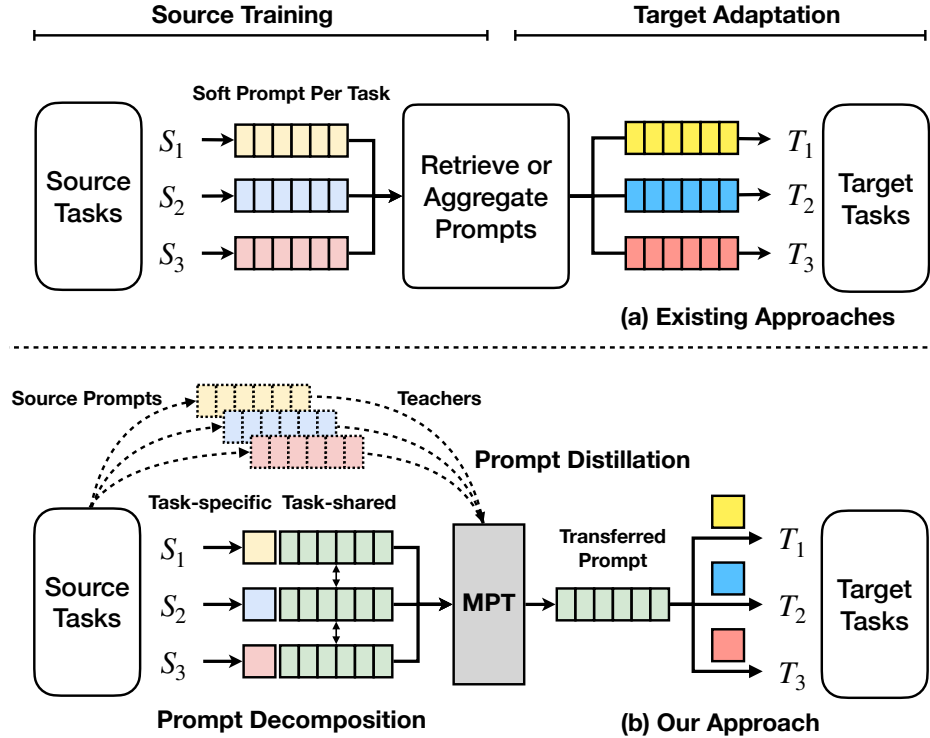 Source Training
Target Adaptation
Soft Prompt Per Task
Source
Tasks
S1
S2
S3
Retrieve or
Aggregate
Prompts
T1
T2
T3
Target
Tasks
(a) Existing Approaches
Source Prompts
Teachers
Prompt Distillation
Task-specific
Task-shared
Source
Tasks
S1
S2
S3
MPT
Transferred
Prompt
T1
T2
T3
Target
Tasks
Prompt Decomposition
(b) Our Approach